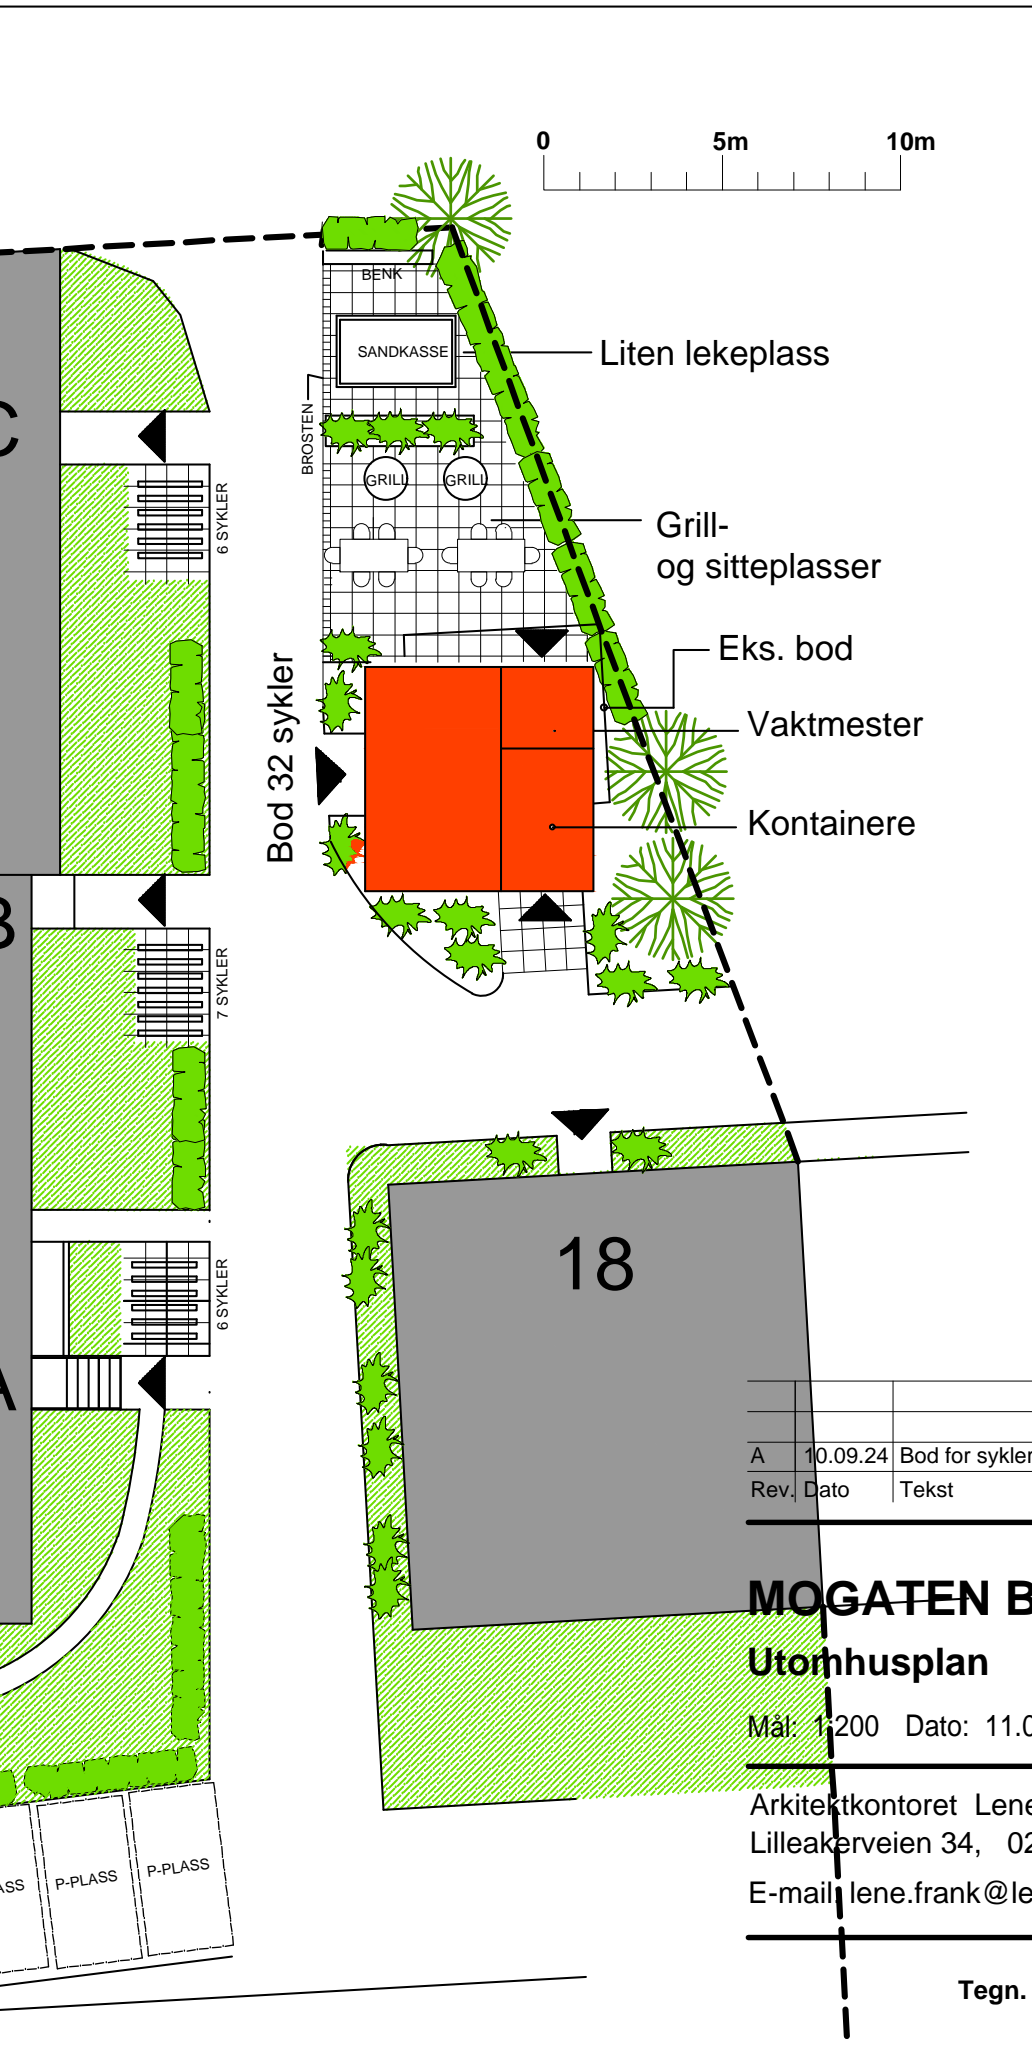 0 5m 10m
BENK
SANDKASSE
Liten lekeplass
C
BROSTEN
GRILL GRILL
6 SYKLER
Grill-
og sitteplasser
Eks. bod
Bod 32 sykler
Vaktmester
Kontainere
B
7 SYKLER
18
6 SYKLER
A
A 10.09.24 Bod for sykler
Rev. Dato Tekst
MOGATEN B
Utomhusplan
Mål: 1:200 Dato: 11.0
Arkitektkontoret Lene
Lilleakerveien 34, 02
E-mail: lene.frank@le
ASS P-PLASS P-PLASS
Tegn.